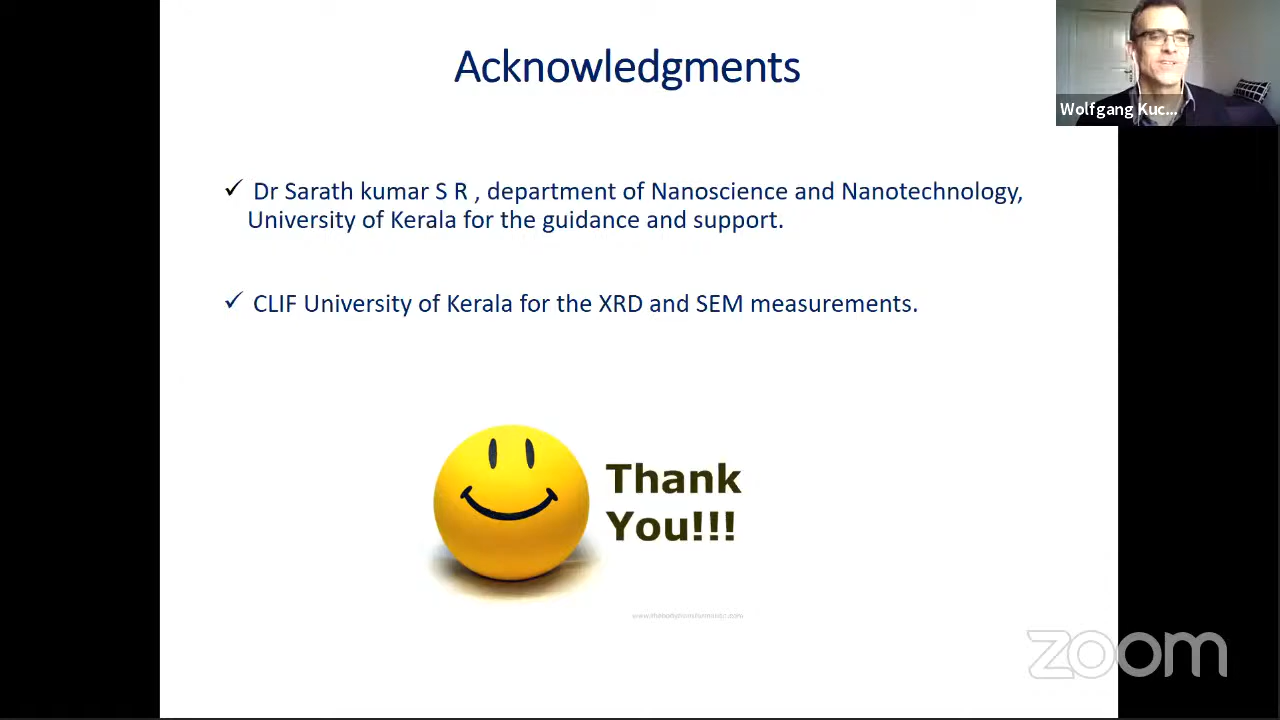 Acknowledgments
Wolfgang Kuc...
✓ Dr Sarath kumar S R , department of Nanoscience and Nanotechnology,
University of Kerala for the guidance and support.
✓ CLIF University of Kerala for the XRD and SEM measurements.
Thank
You!!!
zoom